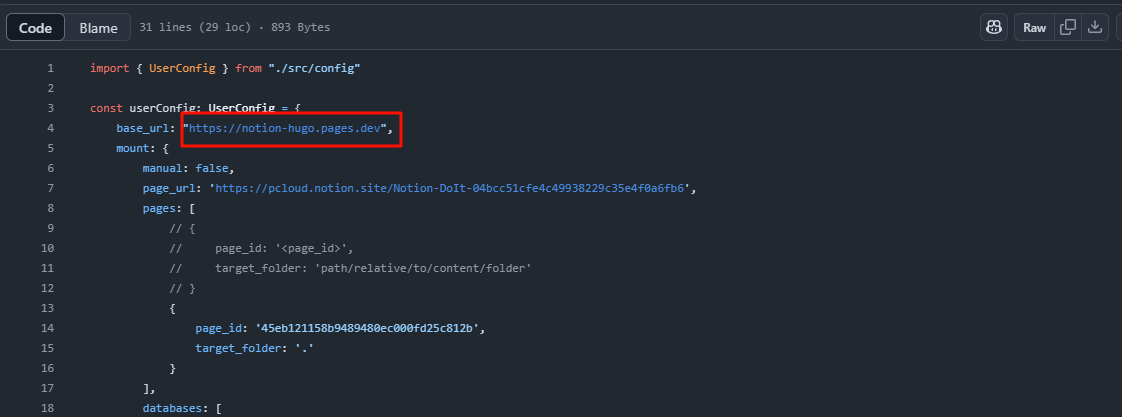 Code Blame 31 lines (29 loc) · 893 Bytes Raw
1 import { UserConfig } from "./src/config"
2
3 const userConfig: UserConfig = {
4 base_url: "https://notion-hugo.pages.dev",
5 mount: {
6 manual: false,
7 page_url: 'https://pcloud.notion.site/Notion-DoIt-04bcc51cfe4c49938229c35e4f0a6fb6',
8 pages: [
9 // {
10 // page_id: '<page_id>',
11 // target_folder: 'path/relative/to/content/folder'
12 // }
13 {
14 page_id: '45eb121158b9489480ec000fd25c812b',
15 target_folder: '.'
16 }
17 ],
18 databases: [